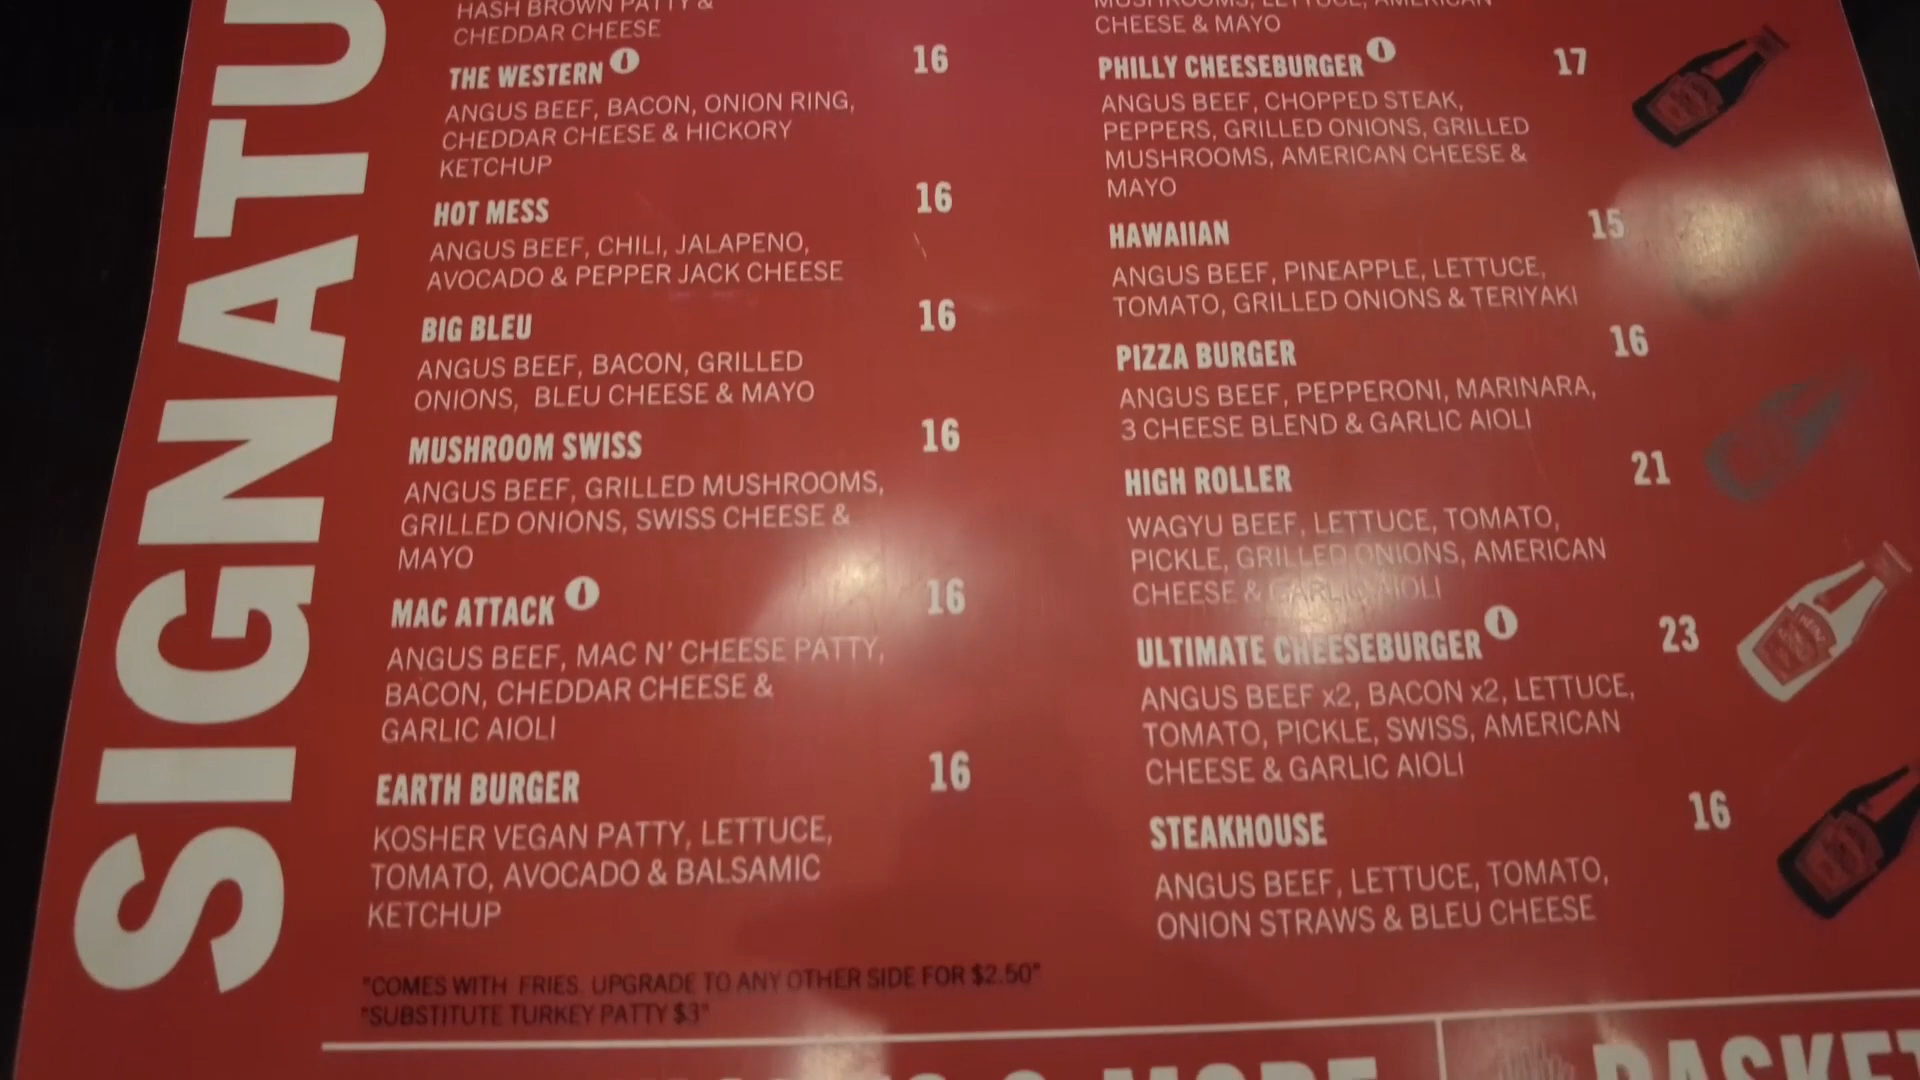 SIGNATU
HASH BROWN PATTY &
CHEDDAR CHEESE
THE WESTERN 16
ANGUS BEEF, BACON, ONION RING,
CHEDDAR CHEESE & HICKORY
KETCHUP
HOT MESS 16
ANGUS BEEF, CHILI, JALAPENO,
AVOCADO & PEPPER JACK CHEESE
BIG BLEU 16
ANGUS BEEF, BACON, GRILLED
ONIONS, BLEU CHEESE & MAYO
MUSHROOM SWISS 16
ANGUS BEEF, GRILLED MUSHROOMS,
GRILLED ONIONS, SWISS CHEESE &
MAYO
MAC ATTACK 16
ANGUS BEEF, MAC N' CHEESE PATTY,
BACON, CHEDDAR CHEESE &
GARLIC AIOLI
EARTH BURGER 16
KOSHER VEGAN PATTY, LETTUCE,
TOMATO, AVOCADO & BALSAMIC
KETCHUP
MUSHROOMS, LETTUCE, AMERICAN
CHEESE & MAYO
PHILLY CHEESEBURGER 17
ANGUS BEEF, CHOPPED STEAK,
PEPPERS, GRILLED ONIONS, GRILLED
MUSHROOMS, AMERICAN CHEESE &
MAYO
HAWAIIAN 15
ANGUS BEEF, PINEAPPLE, LETTUCE,
TOMATO, GRILLED ONIONS & TERIYAKI
PIZZA BURGER 16
ANGUS BEEF, PEPPERONI, MARINARA,
3 CHEESE BLEND & GARLIC AIOLI
HIGH ROLLER 21
WAGYU BEEF, LETTUCE, TOMATO,
PICKLE, GRILLED ONIONS, AMERICAN
CHEESE & GARLIC AIOLI
ULTIMATE CHEESEBURGER 23
ANGUS BEEF x2, BACON x2, LETTUCE,
TOMATO, PICKLE, SWISS, AMERICAN
CHEESE & GARLIC AIOLI
STEAKHOUSE 16
ANGUS BEEF, LETTUCE, TOMATO,
ONION STRAWS & BLEU CHEESE
"COMES WITH FRIES. UPGRADE TO ANY OTHER SIDE FOR $2.50"
"SUBSTITUTE TURKEY PATTY $3"
& MORE
BASKET